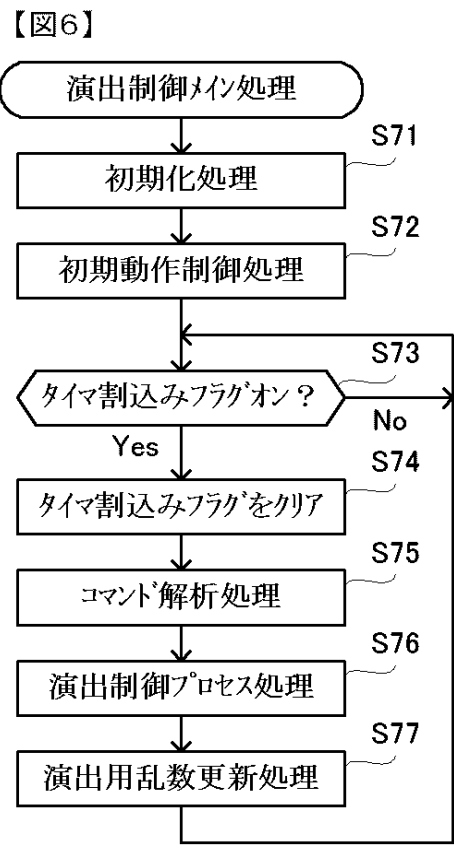 【図６】
演出制御ﾒｲﾝ処理
S71
初期化処理
S72
初期動作制御処理
S73
ﾀｲﾏ割込みﾌﾗｸﾞｵﾝ？
No
Yes
S74
ﾀｲﾏ割込みﾌﾗｸﾞをｸﾘｱ
S75
ｺﾏﾝﾄﾞ解析処理
S76
演出制御ﾌﾟﾛｾｽ処理
S77
演出用乱数更新処理